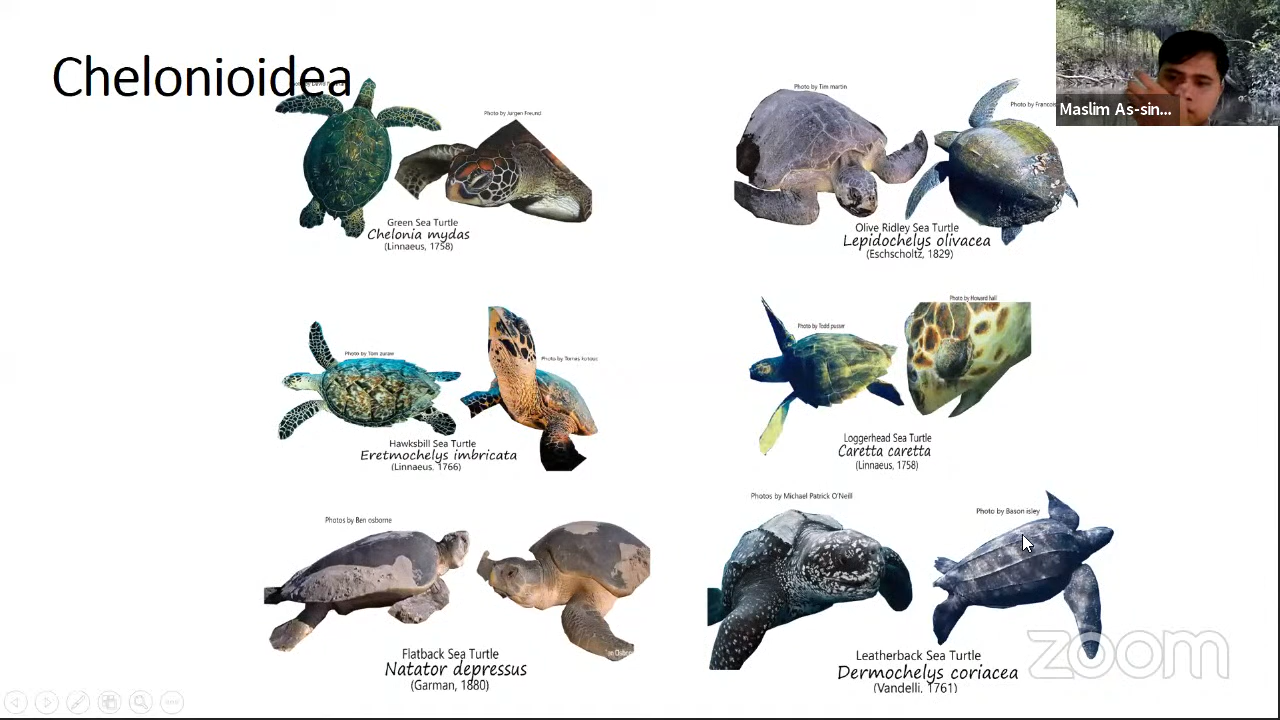 Chelonioidea
Maslim As-sin...
Photo by Jurgen Freund
Green Sea Turtle
Chelonia mydas
(Linnaeus, 1758)
Photo by Tim martin
Photo by Francois
Olive Ridley Sea Turtle
Lepidochelys olivacea
(Eschscholtz, 1829)
Photo by
Photo by Tomas
Hawksbill Sea Turtle
Eretmochelys imbricata
(Linnaeus, 1766)
Photo by Howard hall
Photo by Todd pusser
Loggerhead Sea Turtle
Caretta caretta
(Linnaeus, 1758)
Photos by Ben osborne
Flatback Sea Turtle
Natator depressus
(Garman, 1880)
Photos by Michael Patrick O'Neill
Photo by Bason isley
Leatherback Sea Turtle
Dermochelys coriacea
(Vandelli, 1761)
zoom